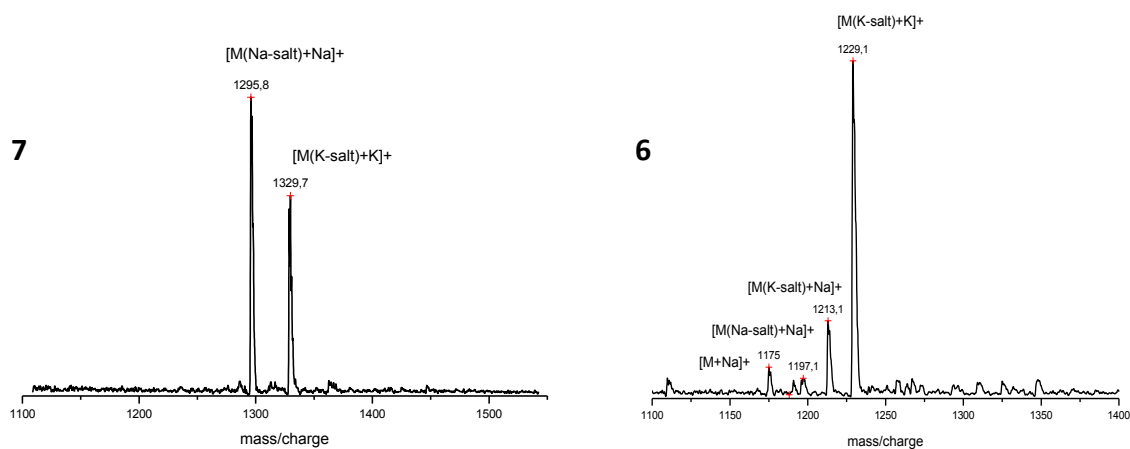 7
[M(Na-salt)+Na]+
1295,8
[M(K-salt)+K]+
1329,7
1100 1200 1300 1400 1500
mass/charge
6
[M(K-salt)+K]+
1229,1
[M(K-salt)+Na]+
1213,1
[M(Na-salt)+Na]+
[M+Na]+ 1175 1197,1
1100 1150 1200 1250 1300 1350 1400
mass/charge